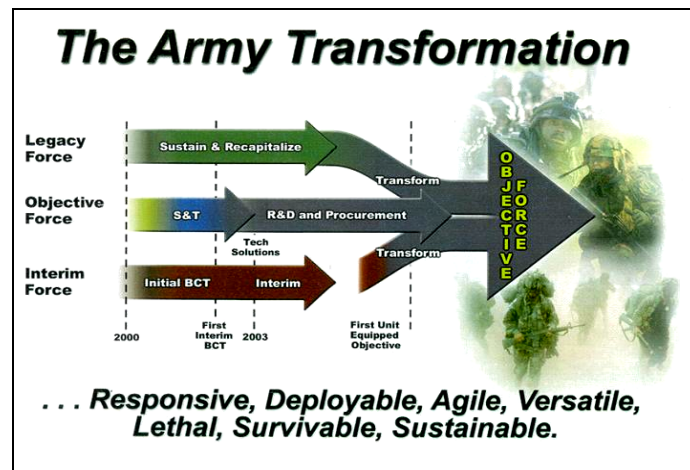 The Army Transformation
Legacy
Force
Sustain & Recapitalize
Transform
Objective
Force
S&T
R&D and Procurement
Tech
Solutions
Transform
Interim
Force
Initial BCT
Interim
OBJECTIVE
FORCE
2000
First
Interim
BCT
2003
First Unit
Equipped
Objective
. . . Responsive, Deployable, Agile, Versatile,
Lethal, Survivable, Sustainable.